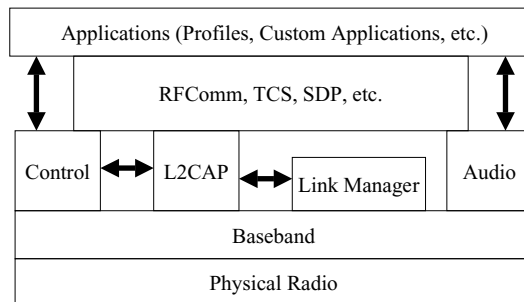 Applications (Profiles, Custom Applications, etc.)
RFComm, TCS, SDP, etc.
Control
L2CAP
Link Manager
Audio
Baseband
Physical Radio